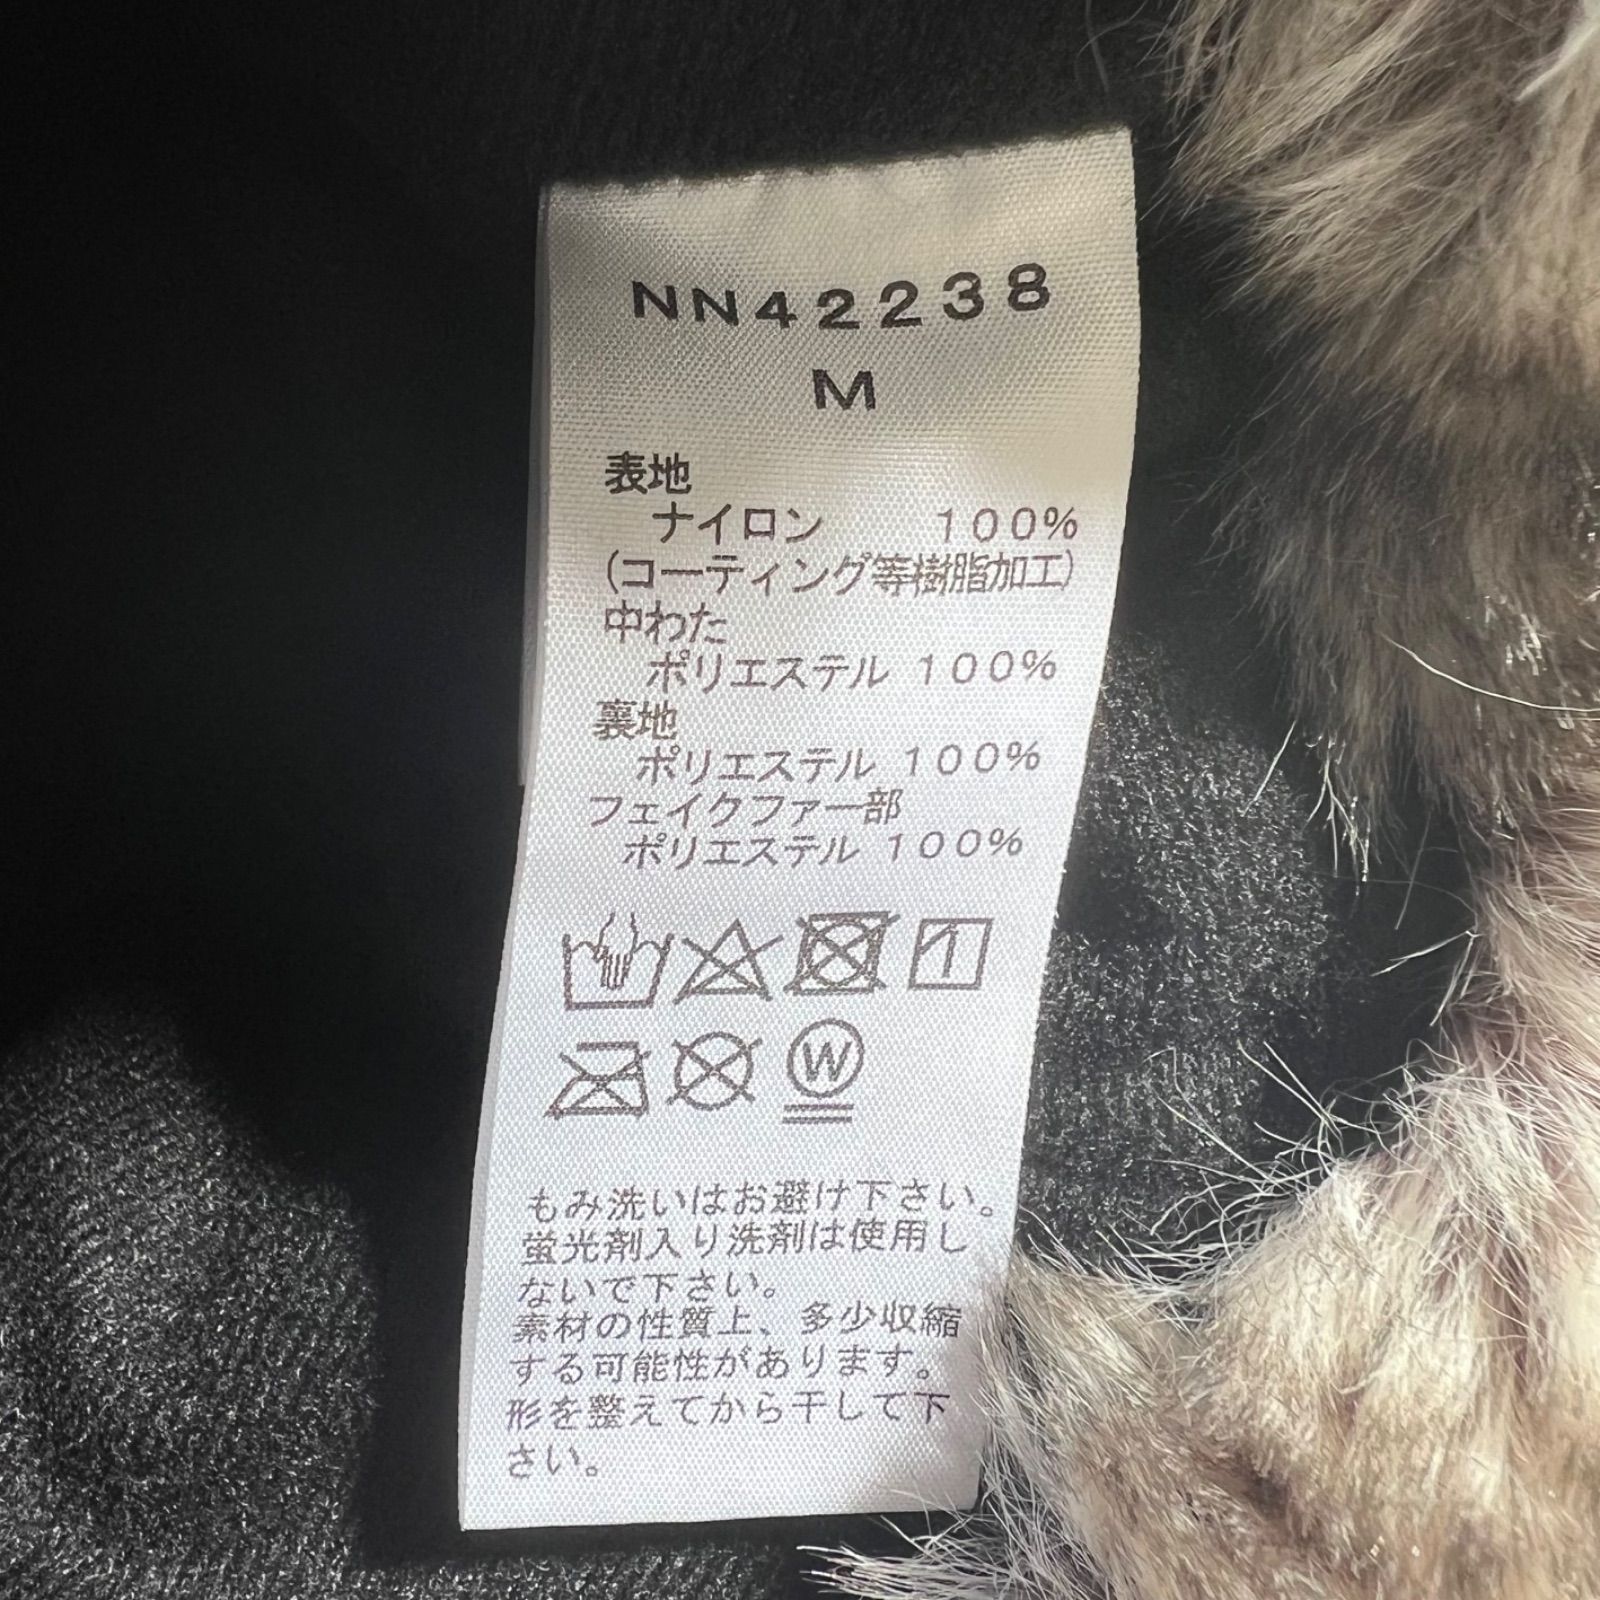 NN42238
M
表地
ナイロン 100%
(コーティング等樹脂加工)
中わた
ポリエステル 100%
裏地
ポリエステル 100%
フェイクファー部
ポリエステル 100%
1
W
もみ洗いはお避け下さい。
蛍光剤入り洗剤は使用し
ないで下さい。
素材の性質上、多少収縮
する可能性があります。
形を整えてから干して下
さい。